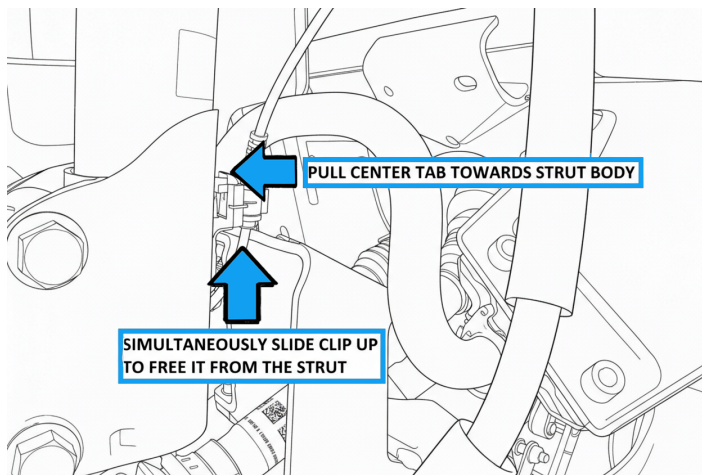 PULL CENTER TAB TOWARDS STRUT BODY
SIMULTANEOUSLY SLIDE CLIP UP
TO FREE IT FROM THE STRUT